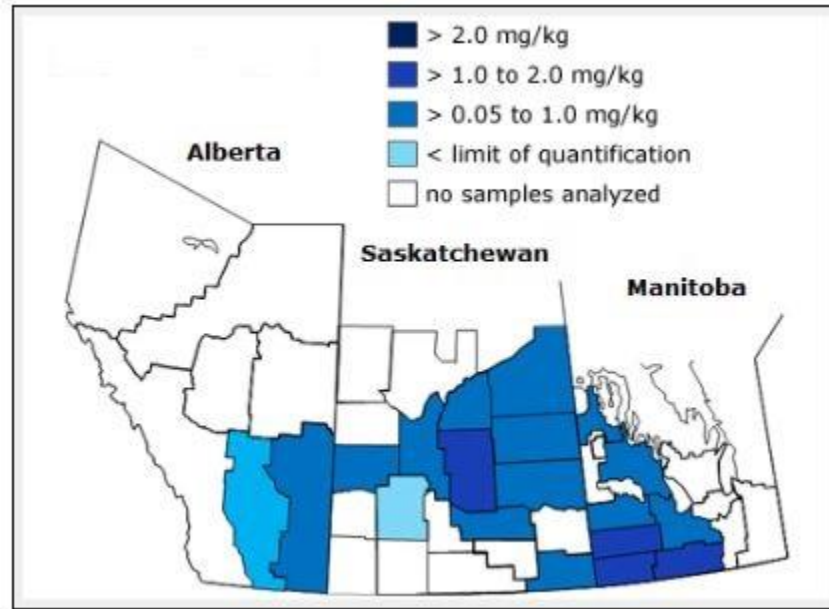 > 2.0 mg/kg
> 1.0 to 2.0 mg/kg
> 0.05 to 1.0 mg/kg
< limit of quantification
no samples analyzed
Alberta
Saskatchewan
Manitoba